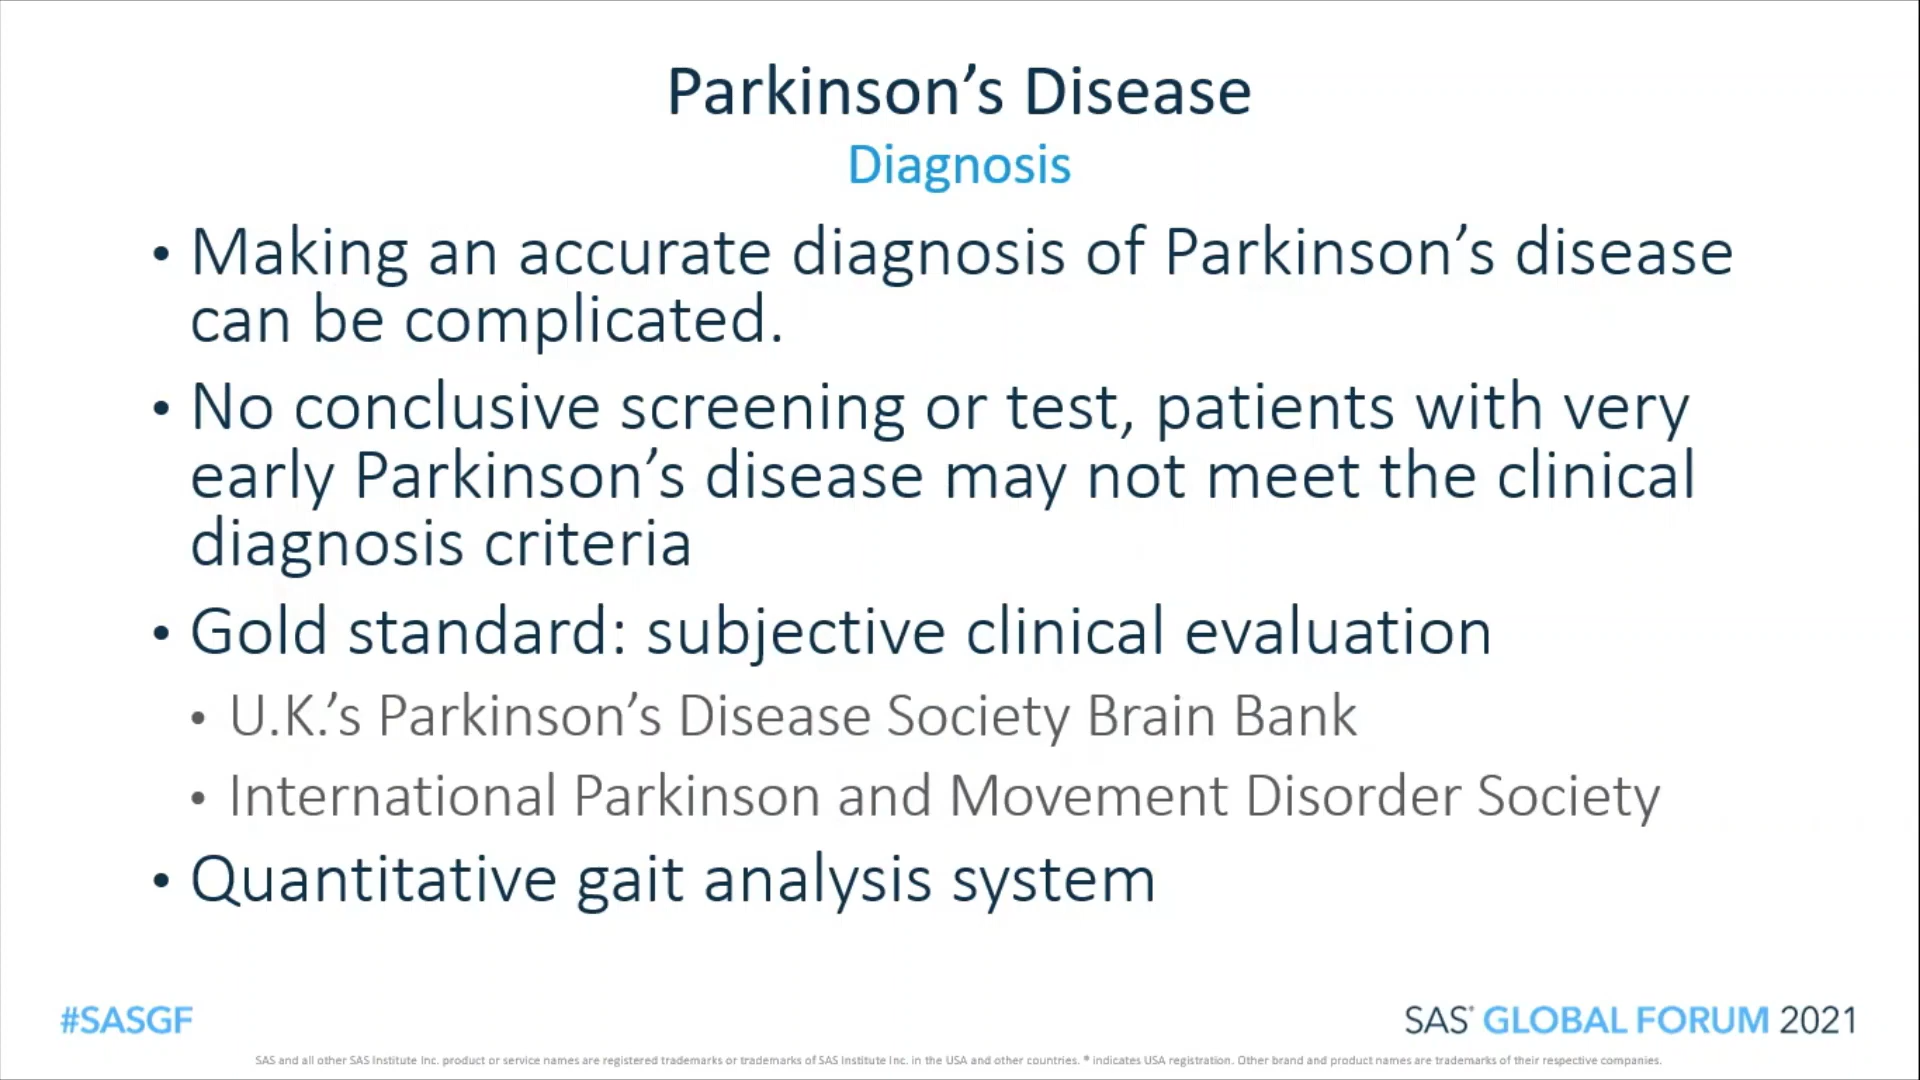 Parkinson’s Disease
Diagnosis
• Making an accurate diagnosis of Parkinson’s disease
can be complicated.
• No conclusive screening or test, patients with very
early Parkinson’s disease may not meet the clinical
diagnosis criteria
• Gold standard: subjective clinical evaluation
• U.K.’s Parkinson’s Disease Society Brain Bank
• International Parkinson and Movement Disorder Society
• Quantitative gait analysis system
#SASGF
SAS® GLOBAL FORUM 2021
SAS and all other SAS Institute Inc. product or service names are registered trademarks or trademarks of SAS Institute Inc. in the USA and other countries. ® indicates USA registration. Other brand and product names are trademarks of their respective companies.